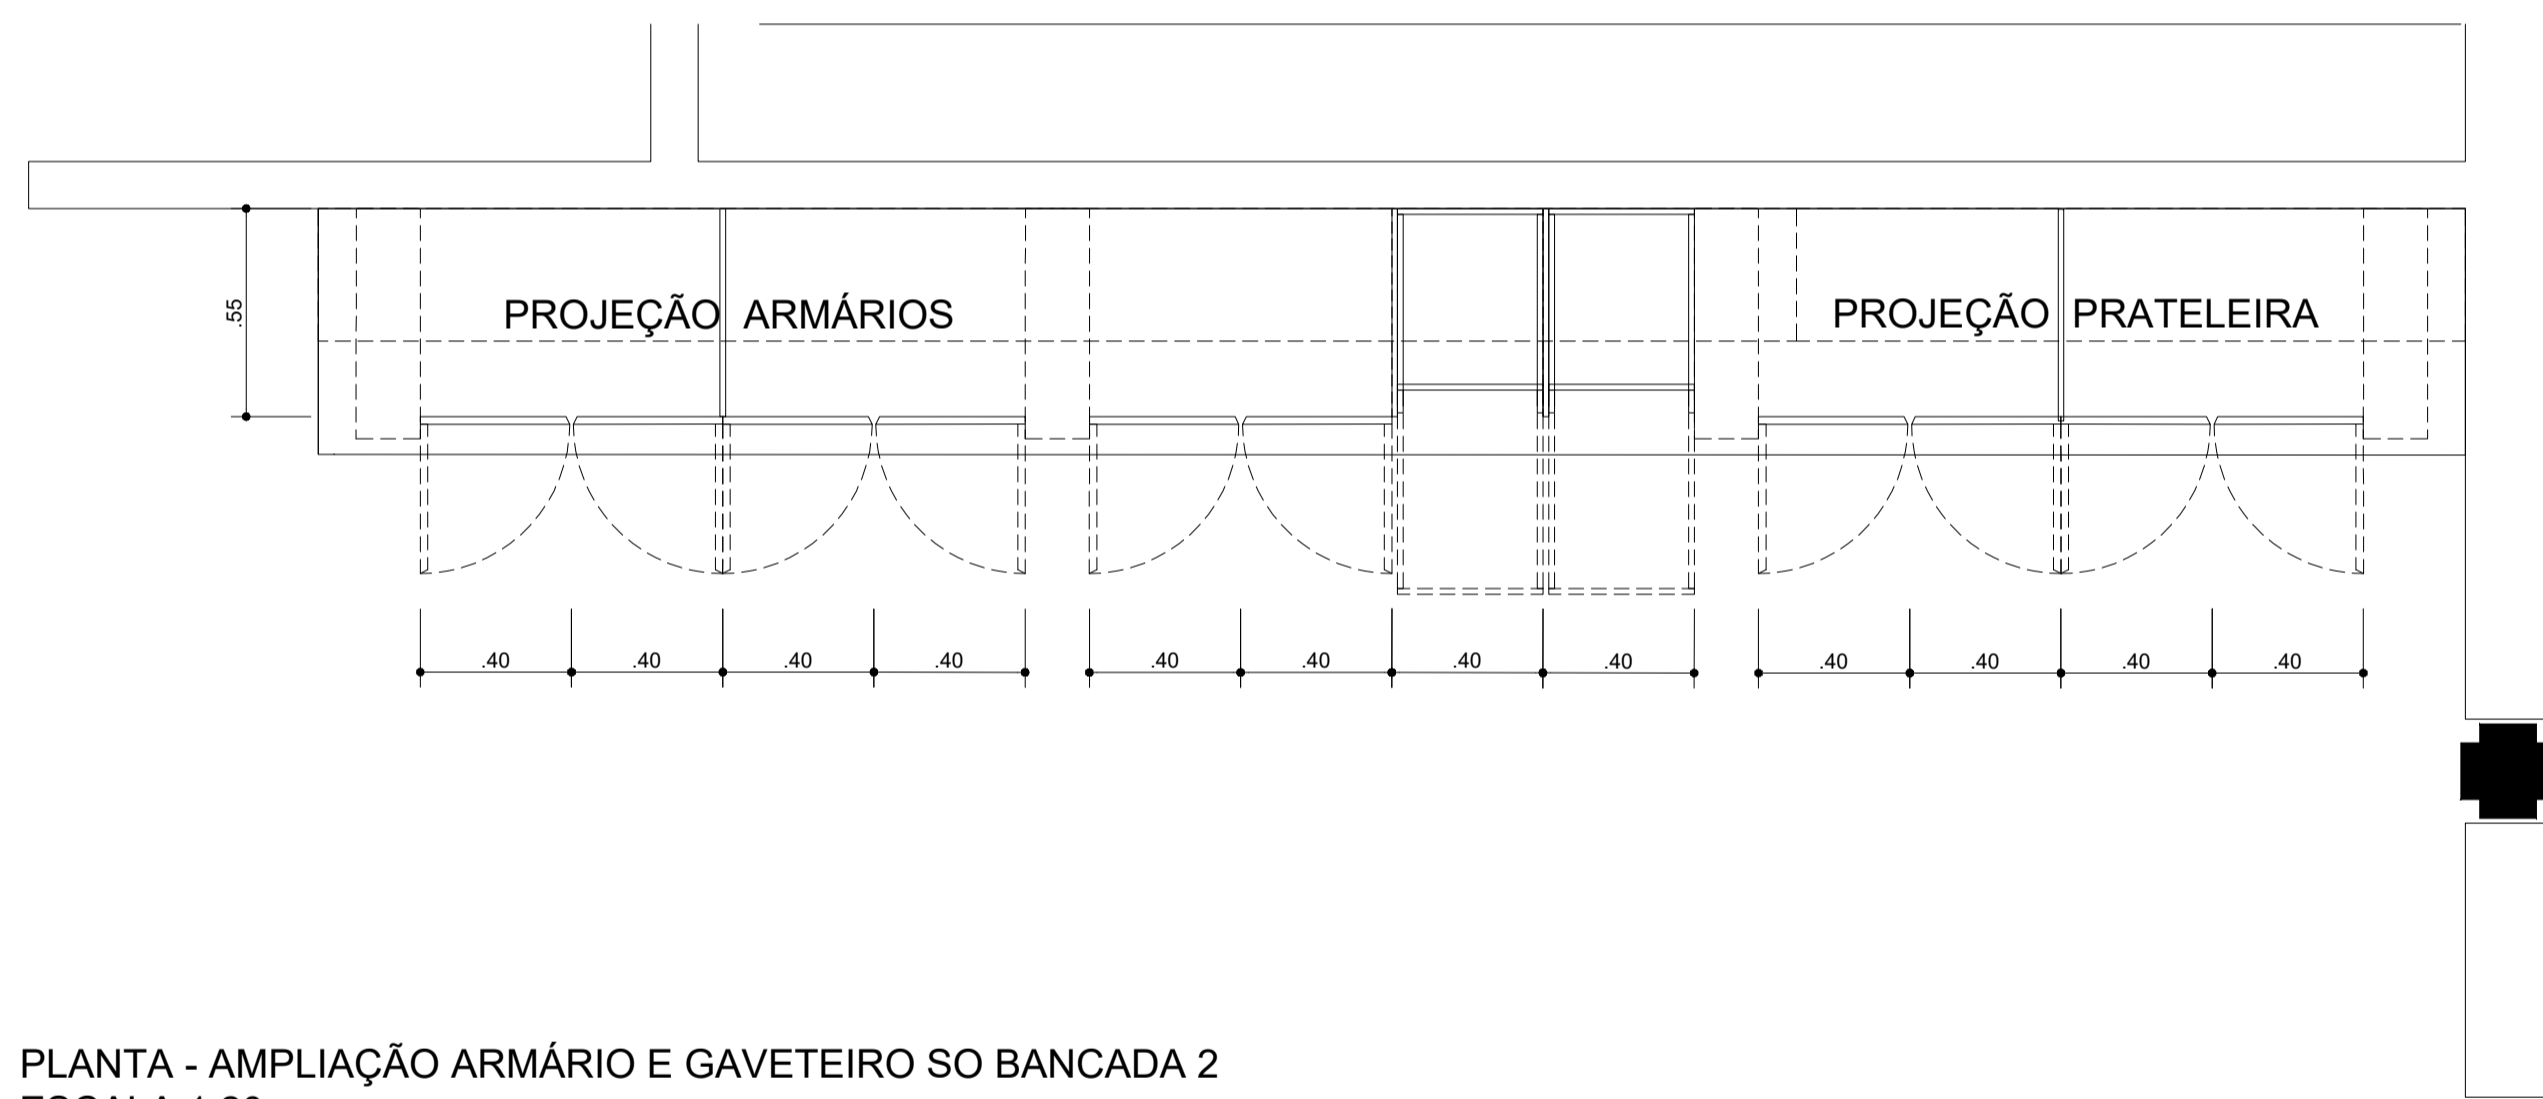 .55
PROJEÇÃO ARMÁRIOS
PROJEÇÃO PRATELEIRA
.40 .40 .40 .40 .40 .40 .40 .40 .40 .40 .40 .40
PLANTA - AMPLIAÇÃO ARMÁRIO E GAVETEIRO SO BANCADA 2